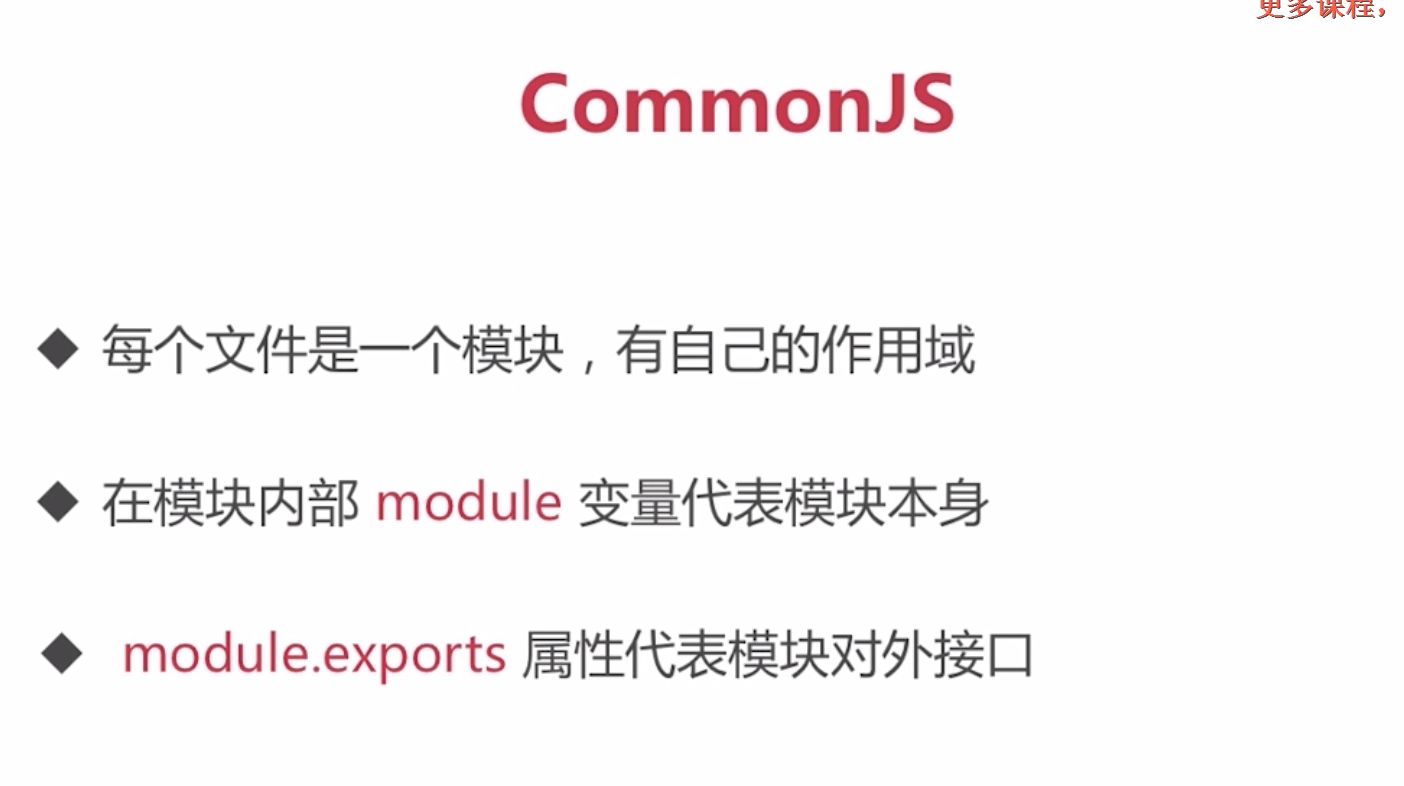 更多课程，
CommonJS
◆ 每个文件是一个模块，有自己的作用域
◆ 在模块内部 module 变量代表模块本身
◆ module.exports 属性代表模块对外接口